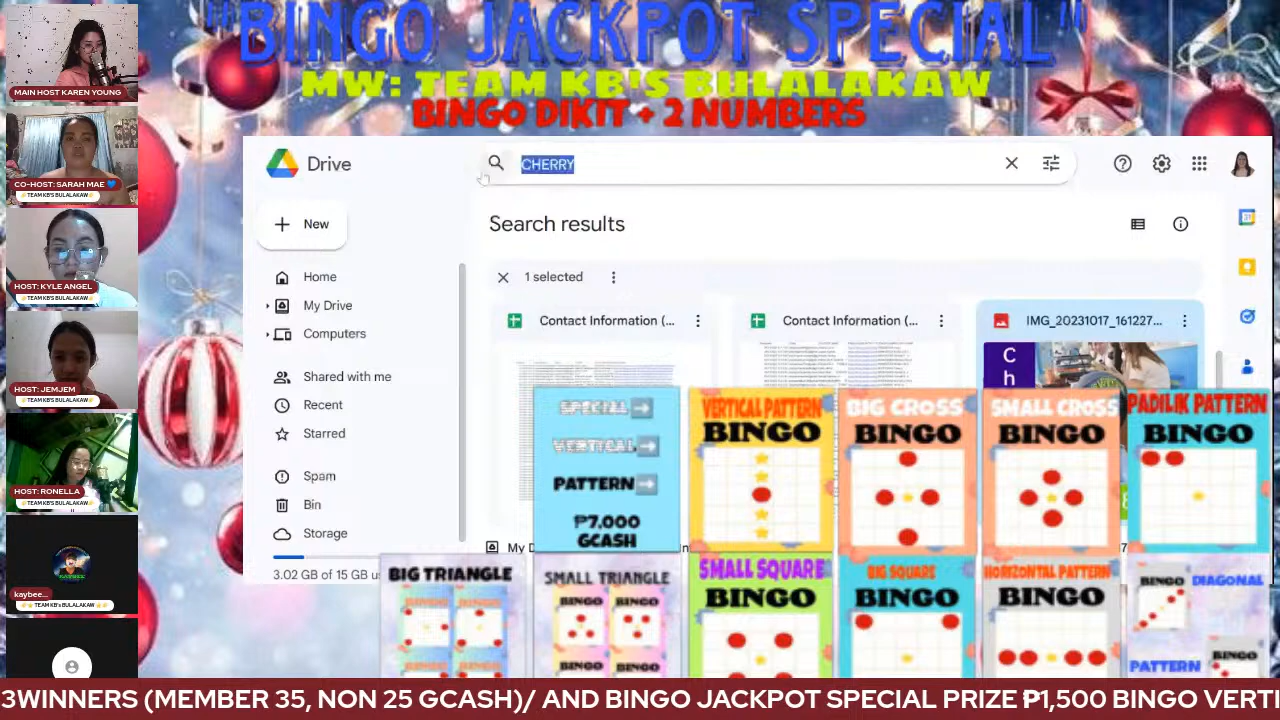 "BINGO JACKPOT SPECIAL"
MW: TEAM KB'S BULALAKAW
BINGO DIKIT + 2 NUMBERS
MAIN HOST KAREN YOUNG
CO-HOST: SARAH MAE 💙
⚡TEAM KB'S BULALAKAW⚡
HOST: KYLE ANGEL
⚡TEAM KB'S BULALAKAW⚡
HOST: JEMJEM
⚡TEAM KB'S BULALAKAW⚡
HOST: RONELLA
⚡TEAM KB'S BULALAKAW⚡
kaybee...
TEAM KB's BULALAKAW
Drive
CHERRY
New
Search results
Home
My Drive
Computers
Shared with me
Recent
Starred
Spam
Bin
Storage
3.02 GB of 15 GB u
1 selected
Contact Information (...
Contact Information (...
IMG_20231017_161227...
C
h
My D
SPECIAL ➡
VERTICAL ➡
PATTERN ➡
₱7,000
GCASH
VERTICAL PATTERN
BINGO
BIG CROSS
BINGO
SMALL CROSS
BINGO
PADILIK PATTERN
BINGO
BIG TRIANGLE
SMALL TRIANGLE
BINGO BINGO
BINGO BINGO
SMALL SQUARE
BINGO
BIG SQUARE
BINGO
HORIZONTAL PATTERN
BINGO
BINGO DIAGONAL
PATTERN BINGO
3WINNERS (MEMBER 35, NON 25 GCASH)/ AND BINGO JACKPOT SPECIAL PRIZE ₱1,500 BINGO VERTI